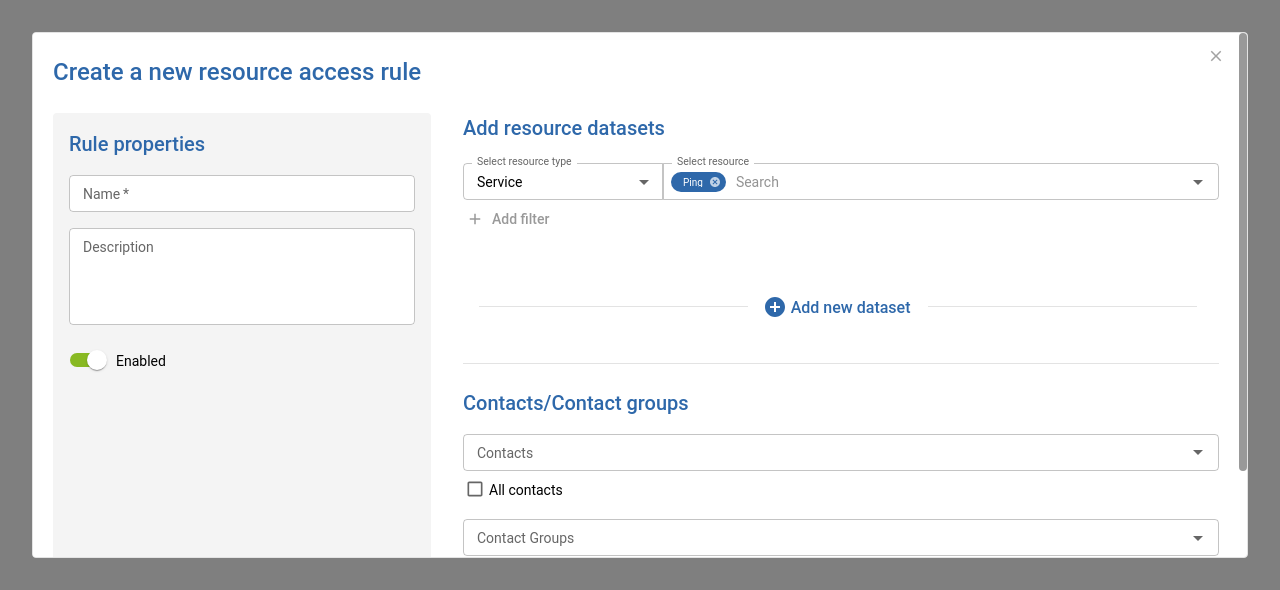 Create a new resource access rule
Rule properties
Name *
Description
Enabled
Add resource datasets
Select resource type
Service
Select resource
Ping
Search
Add filter
Add new dataset
Contacts/Contact groups
Contacts
All contacts
Contact Groups